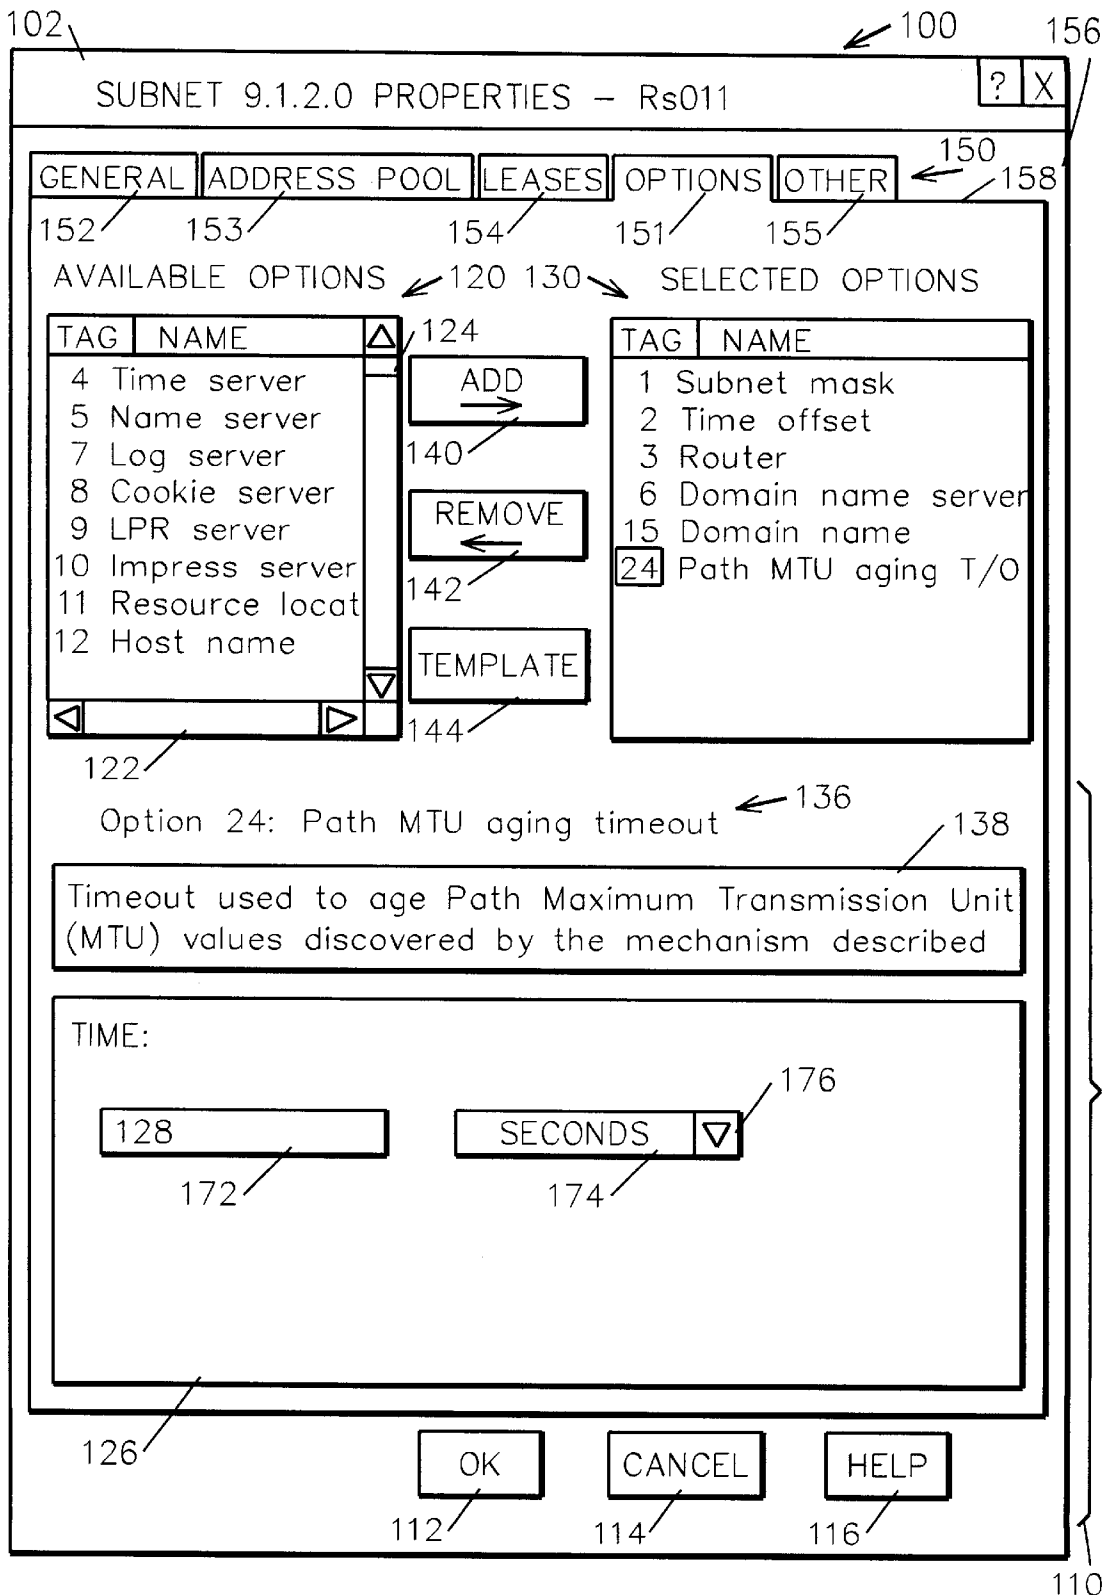 102
100
156
SUBNET 9.1.2.0 PROPERTIES – Rs011
? X
GENERAL ADDRESS POOL LEASES OPTIONS OTHER
150
158
152 153 154 151 155
AVAILABLE OPTIONS
120 130
SELECTED OPTIONS
TAG NAME
4 Time server
5 Name server
7 Log server
8 Cookie server
9 LPR server
10 Impress server
11 Resource locat
12 Host name
124
122
ADD
140
REMOVE
142
TEMPLATE
144
TAG NAME
1 Subnet mask
2 Time offset
3 Router
6 Domain name server
15 Domain name
24 Path MTU aging T/O
Option 24: Path MTU aging timeout
136
138
Timeout used to age Path Maximum Transmission Unit
(MTU) values discovered by the mechanism described
TIME:
176
128
SECONDS
172
174
126
OK CANCEL HELP
112 114 116
110